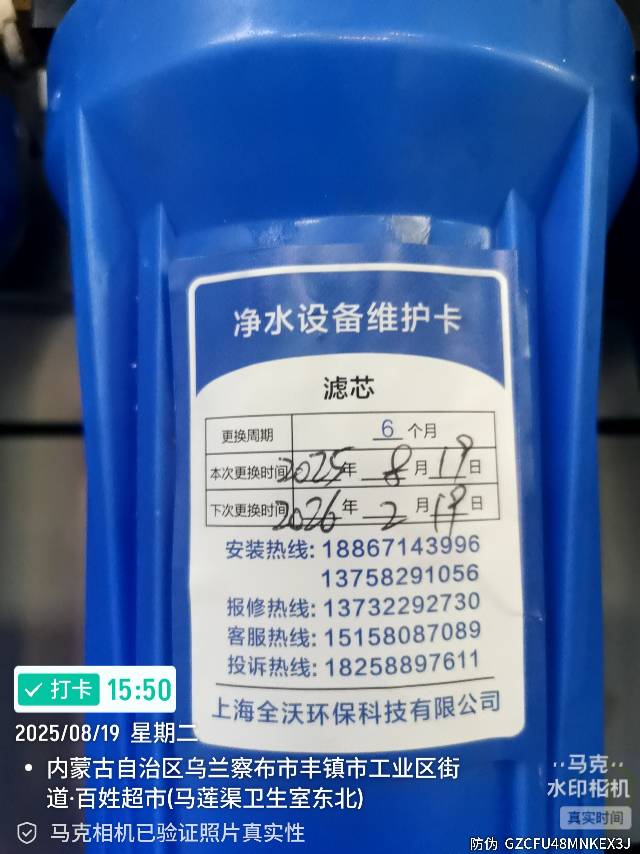 净水设备维护卡
滤芯
更换周期 6 个月
本次更换时间 2025 年 8 月 19 日
下次更换时间 2026 年 2 月 19 日
安装热线: 18867143996
13758291056
报修热线: 13732292730
客服热线: 15158087089
投诉热线: 18258897611
上海全沃环保科技有限公司
打卡 15:50
2025/08/19 星期二
内蒙古自治区乌兰察布市丰镇市工业区街
道·百姓超市(马莲渠卫生室东北)
马克相机已验证照片真实性
马克
水印相机
真实时间
防伪 GZCFU48MNKEX3J